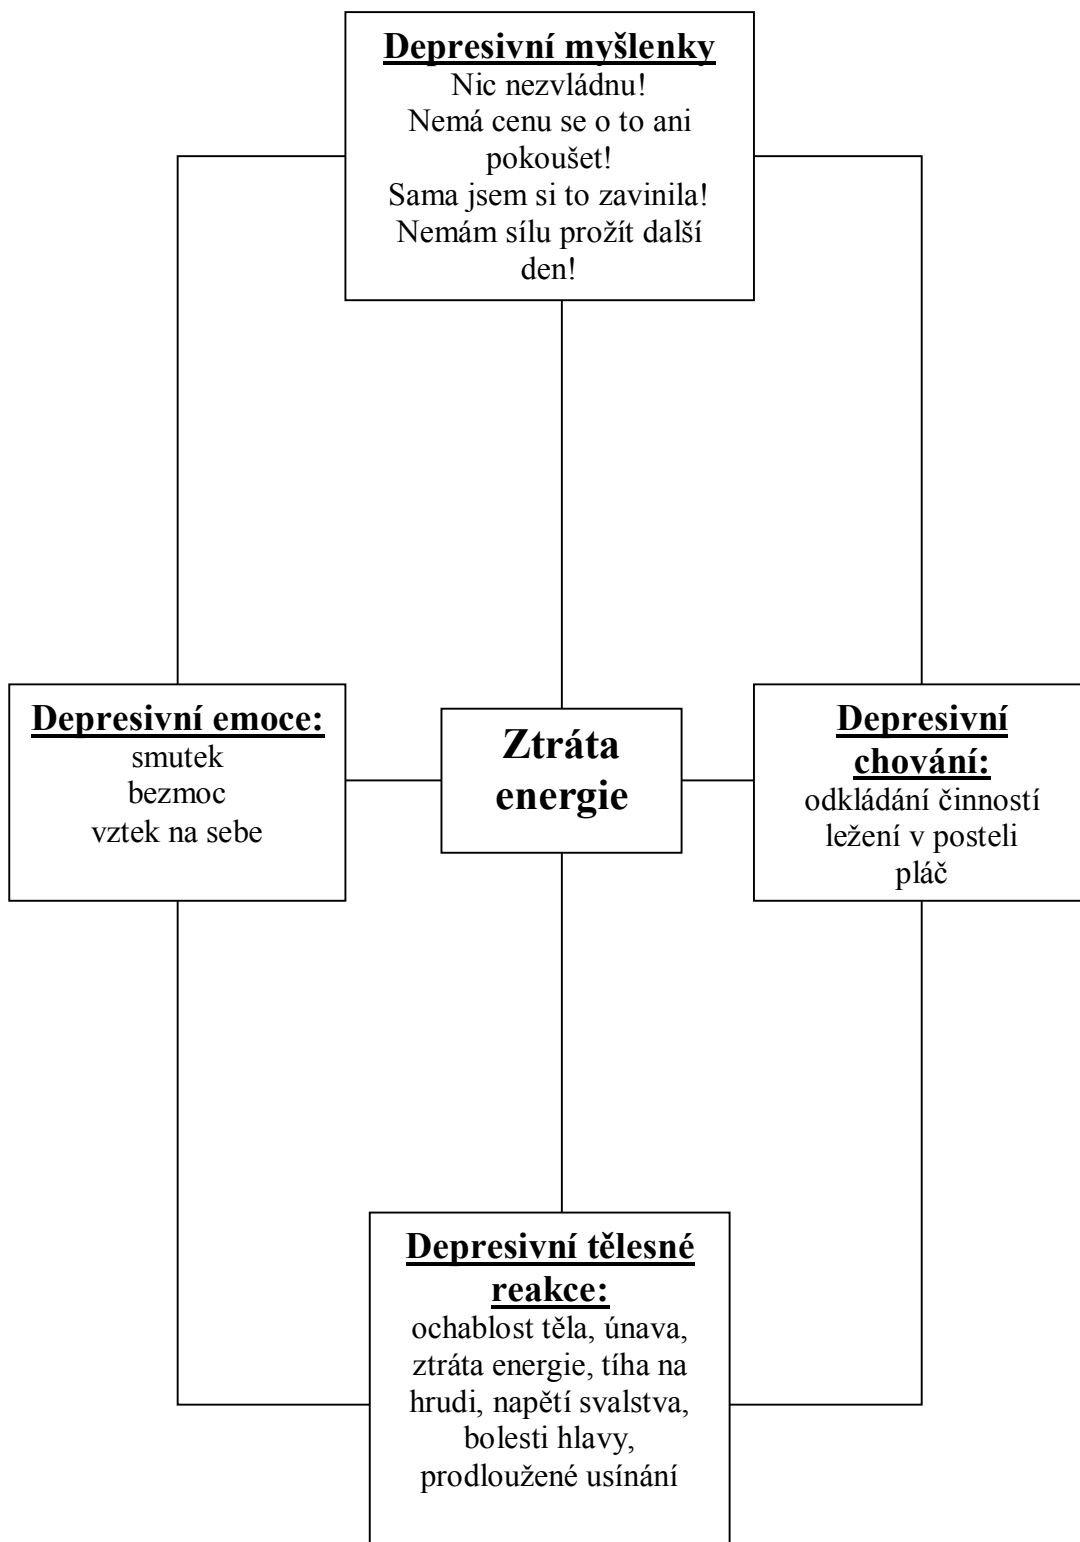 Depresivní myšlenky
Nic nezvládnu!
Nemá cenu se o to ani
pokoušet!
Sama jsem si to zavinila!
Nemám sílu prožít další
den!
Depresivní emoce:
smutek
bezmoc
vztek na sebe
Ztráta
energie
Depresivní
chování:
odkládání činností
ležení v posteli
pláč
Depresivní tělesné
reakce:
ochablost těla, únava,
ztráta energie, tíha na
hrudi, napětí svalstva,
bolesti hlavy,
prodloužené usínání